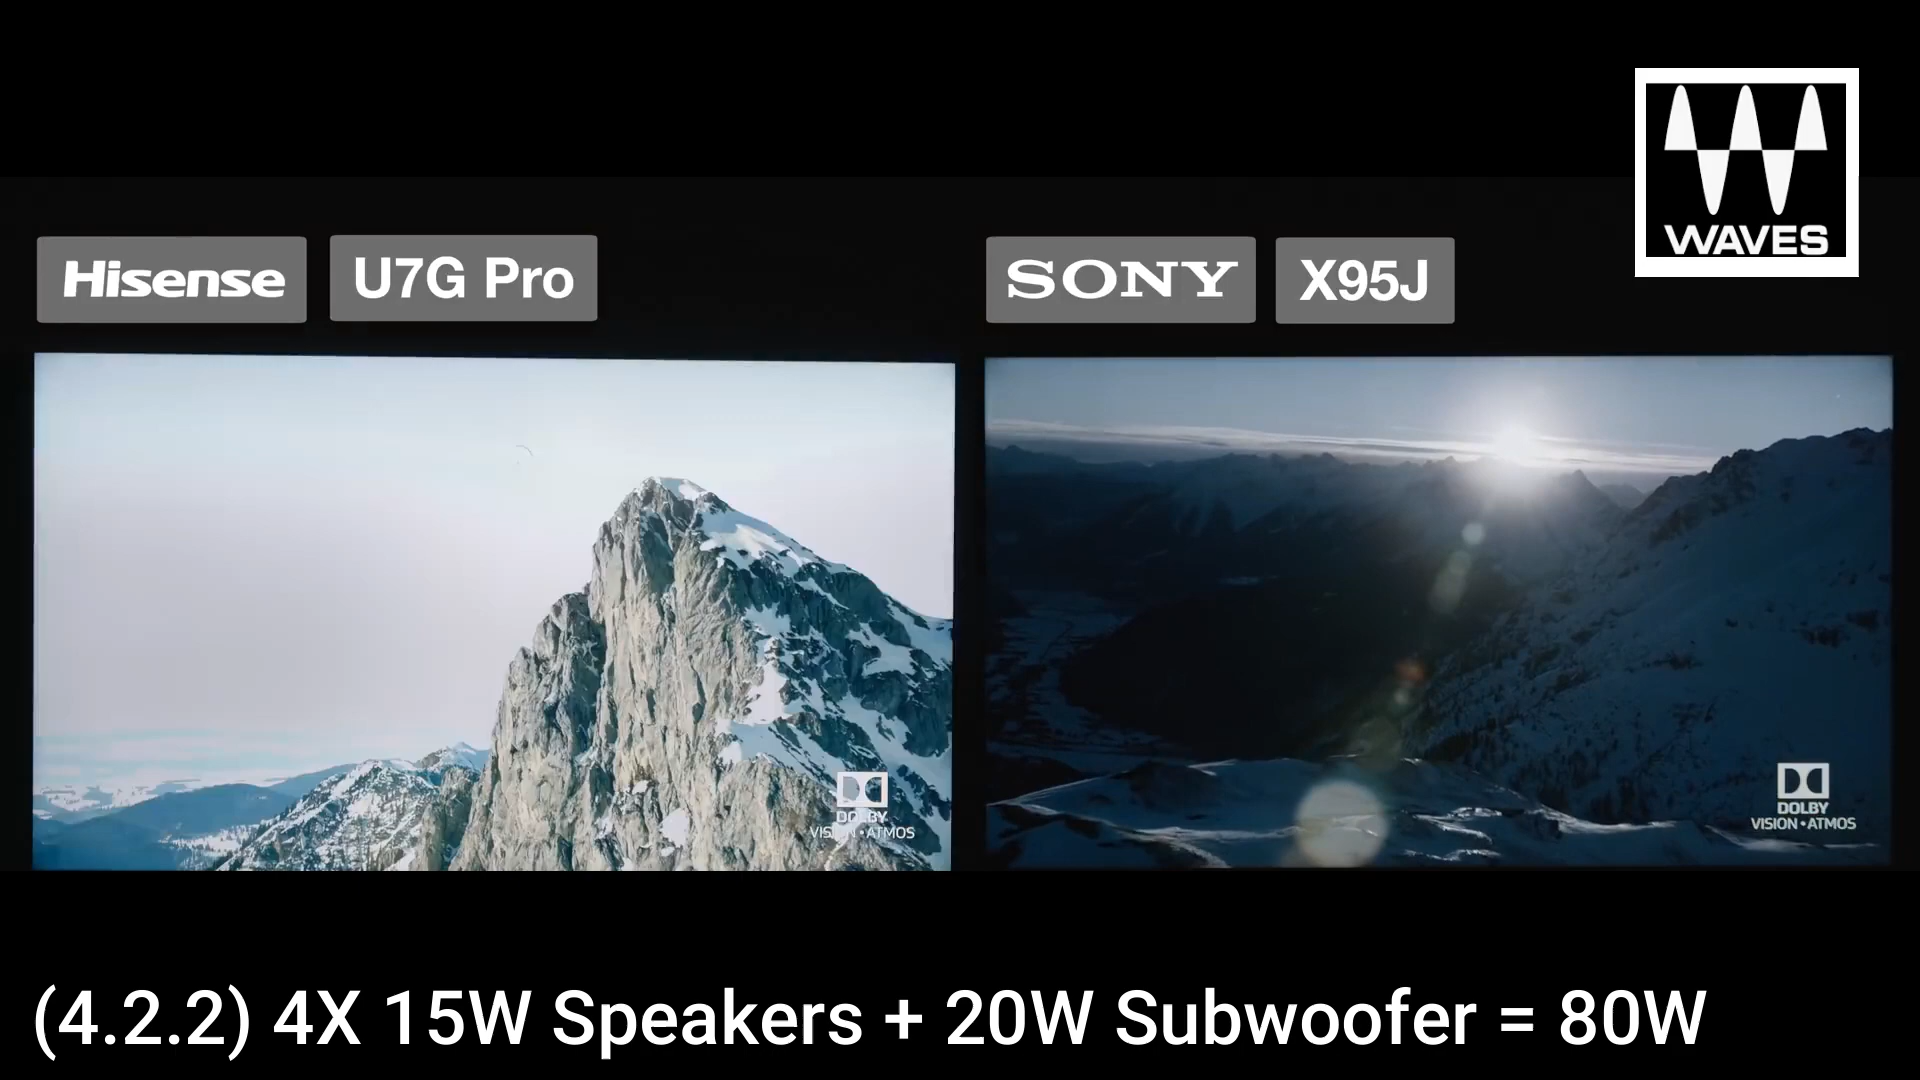 WAVES
Hisense
U7G Pro
SONY
X95J
DOLBY
VISION•ATMOS
DOLBY
VISION•ATMOS
(4.2.2) 4X 15W Speakers + 20W Subwoofer = 80W